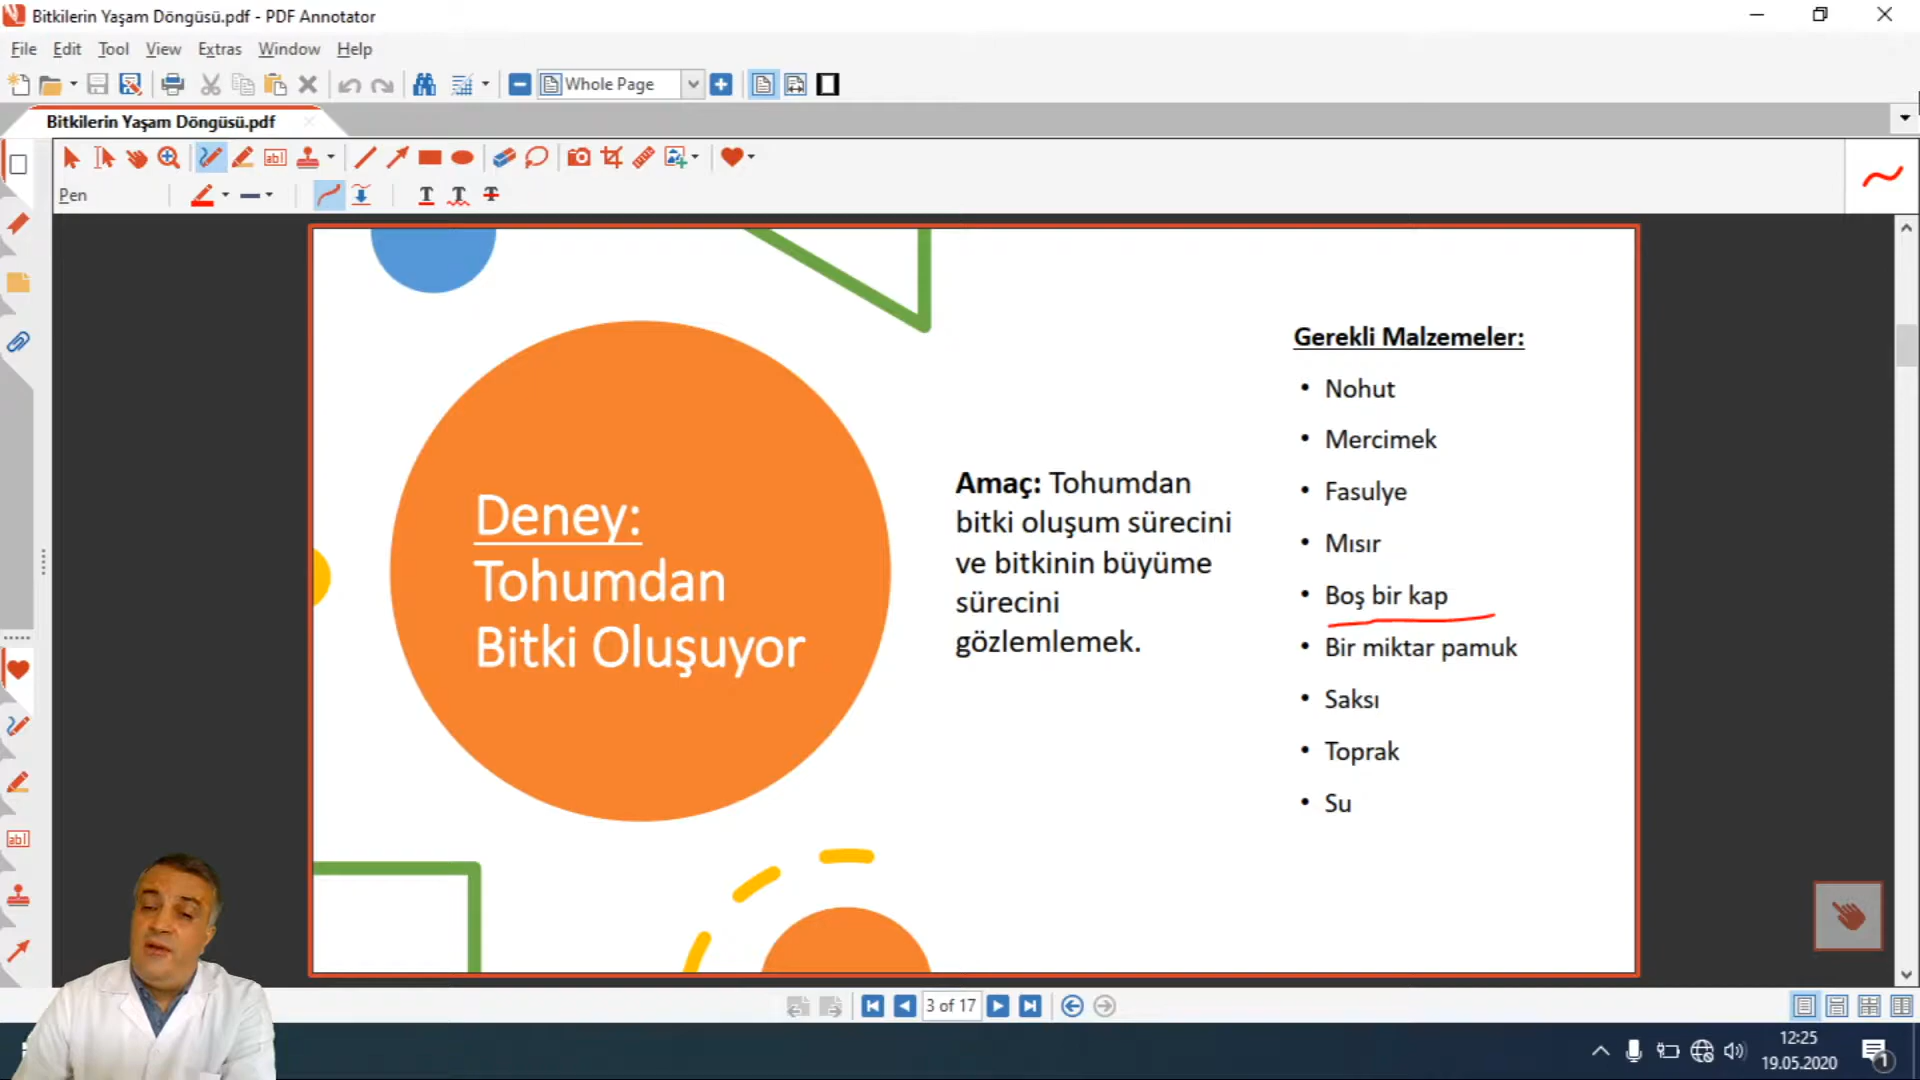 Bitkilerin Yaşam Döngüsü.pdf - PDF Annotator
File Edit Tool View Extras Window Help
Whole Page
Bitkilerin Yaşam Döngüsü.pdf
Pen
Deney:
Tohumdan
Bitki Oluşuyor
Amaç: Tohumdan
bitki oluşum sürecini
ve bitkinin büyüme
sürecini
gözlemlemek.
Gerekli Malzemeler:
• Nohut
• Mercimek
• Fasulye
• Mısır
• Boş bir kap
• Bir miktar pamuk
• Saksı
• Toprak
• Su
3 of 17
12:25
19.05.2020
1